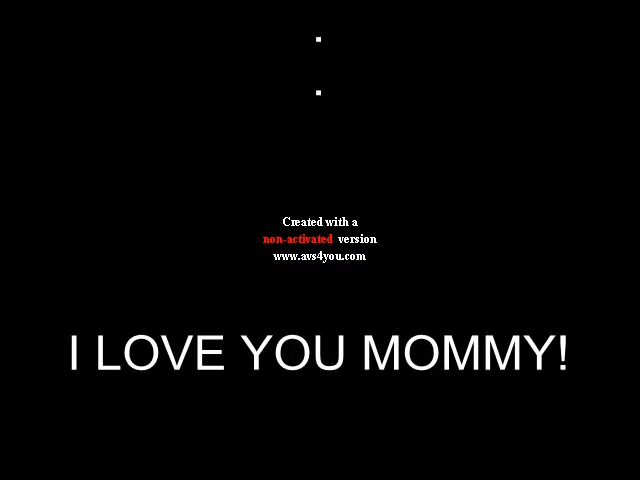 .
.
Created with a
non-activated version
www.avs4you.com
I LOVE YOU MOMMY!